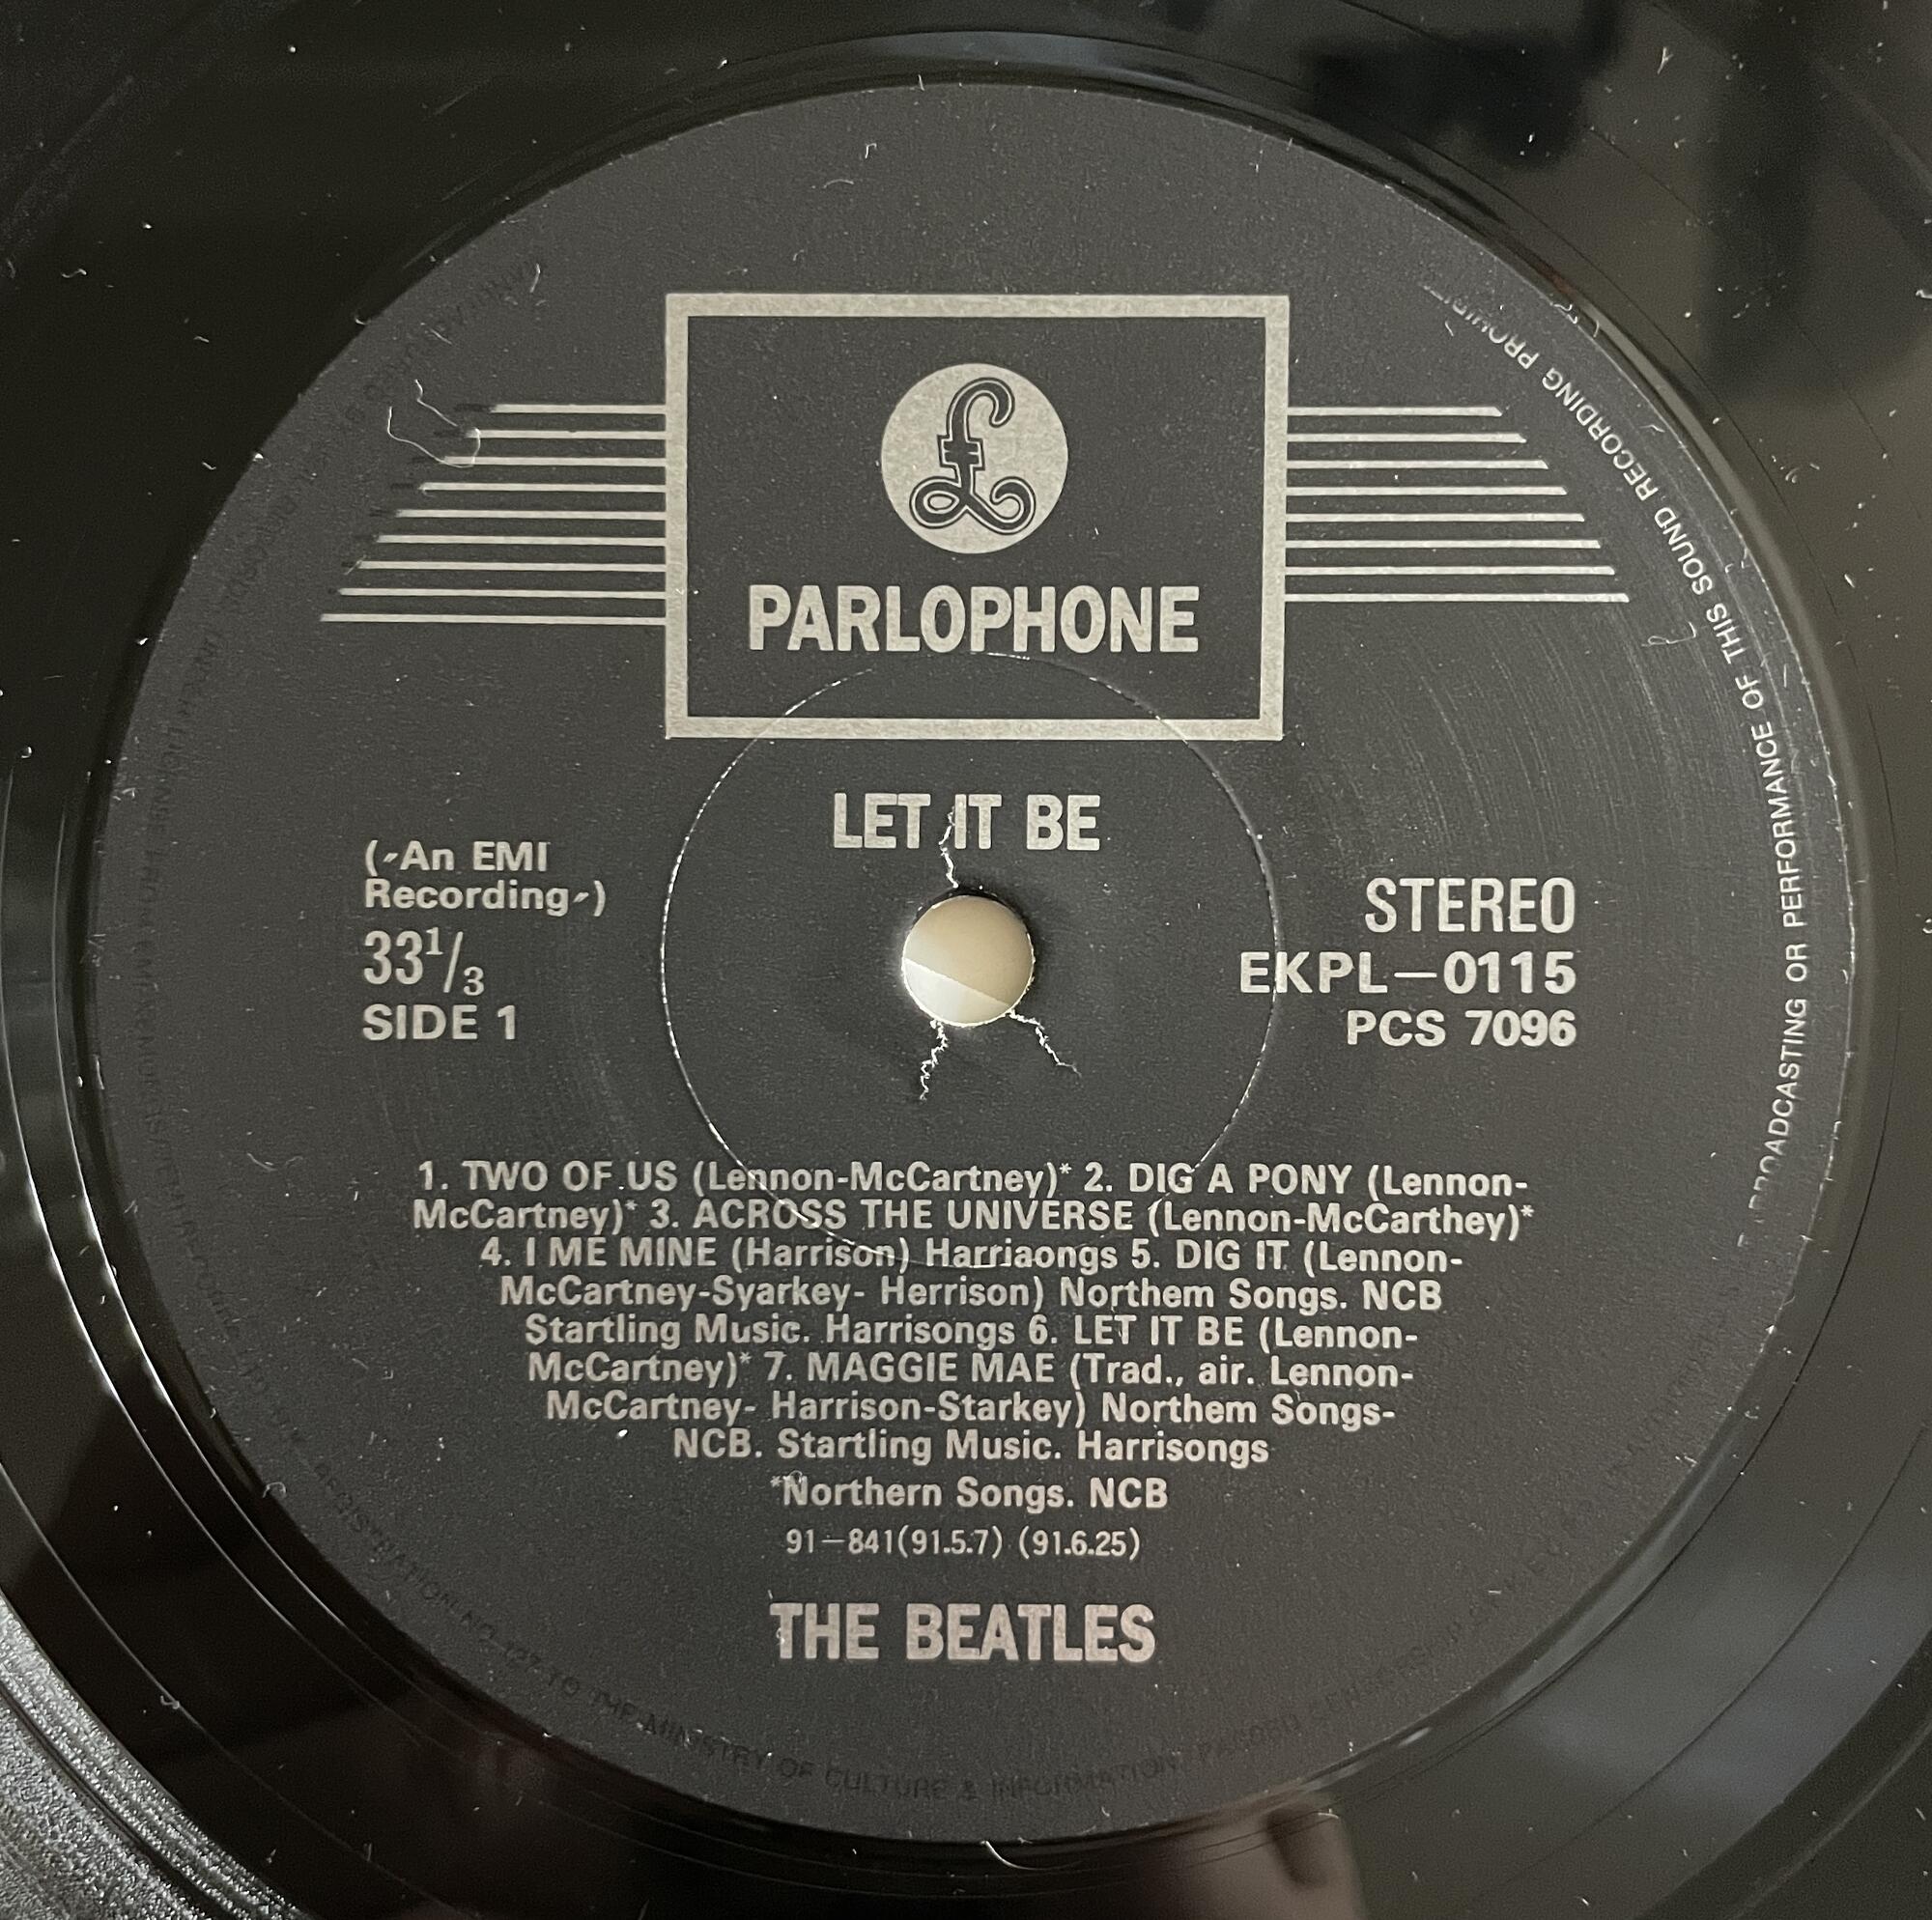 PARLOPHONE
LET IT BE
(·An EMI
Recording·)
33 1/3
SIDE 1
STEREO
EKPL—0115
PCS 7096
1. TWO OF US (Lennon-McCartney)* 2. DIG A PONY (Lennon-
McCartney)* 3. ACROSS THE UNIVERSE (Lennon-McCarthey)*
4. I ME MINE (Harrison) Harriaongs 5. DIG IT (Lennon-
McCartney-Syarkey- Herrison) Northem Songs. NCB
Startling Music. Harrisongs 6. LET IT BE (Lennon-
McCartney)* 7. MAGGIE MAE (Trad., air. Lennon-
McCartney- Harrison-Starkey) Northem Songs-
NCB. Startling Music. Harrisongs
*Northern Songs. NCB
91—841(91.5.7) (91.6.25)
THE BEATLES
REGISTRATION NO. TO THE MINISTRY OF CULTURE & INFORMATION
BROADCASTING OR PERFORMANCE OF THIS SOUND RECORDING